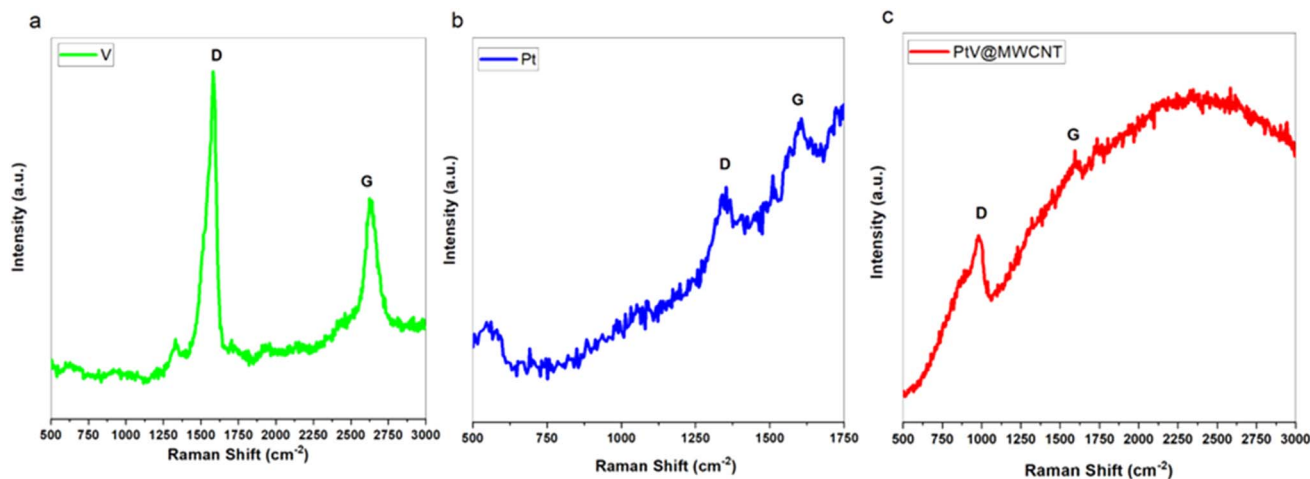 a
V
D
G
Intensity (a.u.)
500 750 1000 1250 1500 1750 2000 2250 2500 2750 3000
Raman Shift (cm⁻²)
b
Pt
D
G
Intensity (a.u.)
500 750 1000 1250 1500 1750
Raman Shift (cm⁻²)
c
PtV@MWCNT
D
G
Intensity (a.u.)
500 750 1000 1250 1500 1750 2000 2250 2500 2750 3000
Raman Shift (cm⁻²)